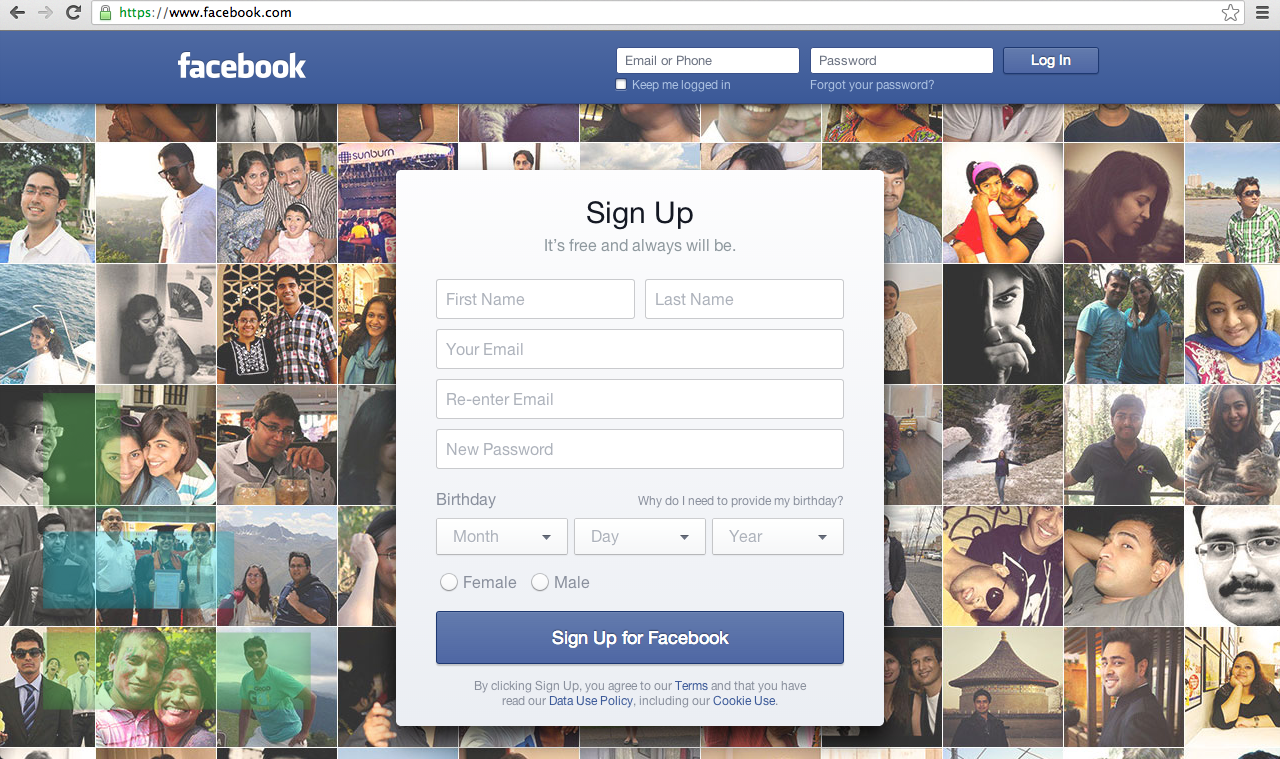 https://www.facebook.com
facebook
Email or Phone
Password
Log In
Keep me logged in
Forgot your password?
sunburn
Sign Up
It's free and always will be.
First Name
Last Name
Your Email
Re-enter Email
New Password
Birthday
Why do I need to provide my birthday?
Month
Day
Year
Female
Male
Sign Up for Facebook
By clicking Sign Up, you agree to our Terms and that you have
read our Data Use Policy, including our Cookie Use.